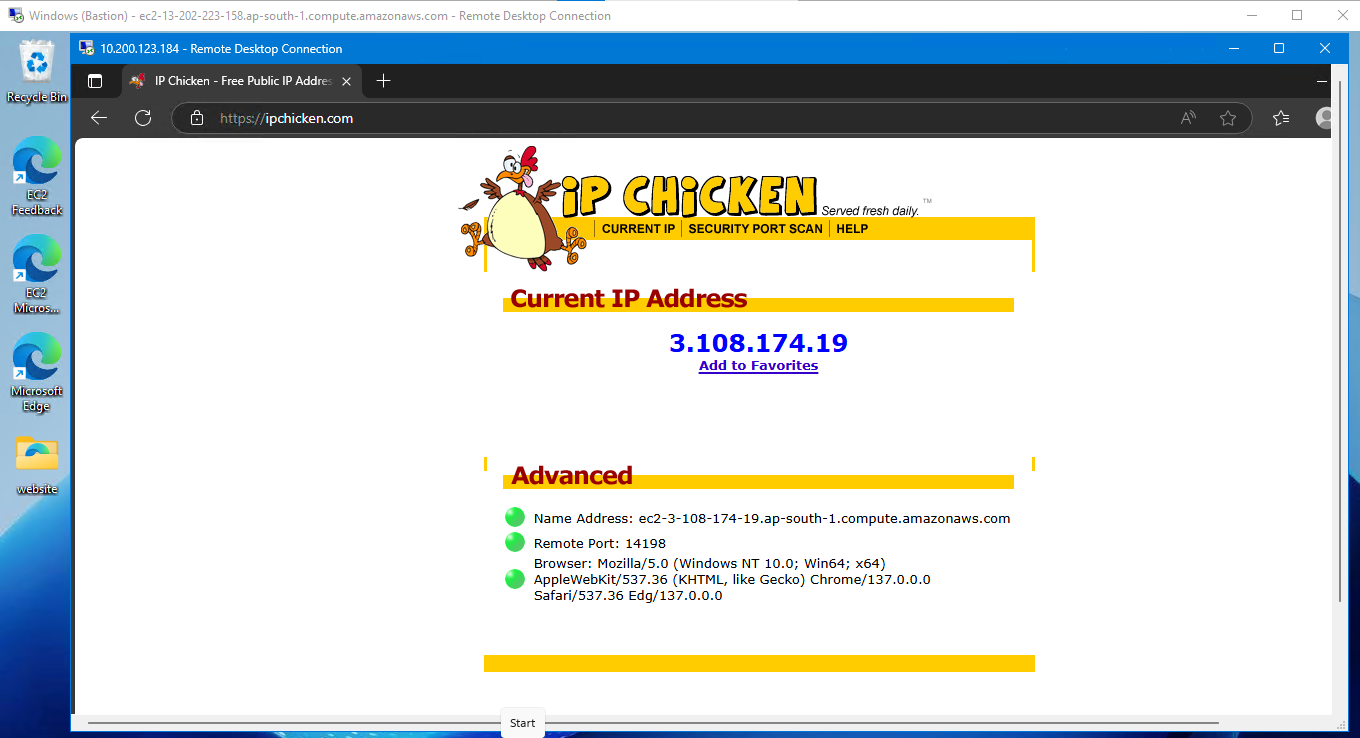 Windows (Bastion) - ec2-13-202-223-158.ap-south-1.compute.amazonaws.com - Remote Desktop Connection
10.200.123.184 - Remote Desktop Connection
IP Chicken - Free Public IP Addres
https://ipchicken.com
Recycle Bin
EC2
Feedback
EC2
Micros...
Microsoft
Edge
website
iP CHiCKEN Served fresh daily. ™
CURRENT IP | SECURITY PORT SCAN | HELP
Current IP Address
3.108.174.19
Add to Favorites
Advanced
Name Address: ec2-3-108-174-19.ap-south-1.compute.amazonaws.com
Remote Port: 14198
Browser: Mozilla/5.0 (Windows NT 10.0; Win64; x64)
AppleWebKit/537.36 (KHTML, like Gecko) Chrome/137.0.0.0
Safari/537.36 Edg/137.0.0.0
Start